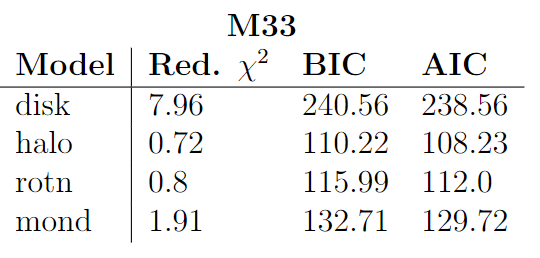 M33
Model Red. χ² BIC AIC
disk 7.96 240.56 238.56
halo 0.72 110.22 108.23
rotn 0.8 115.99 112.0
mond 1.91 132.71 129.72